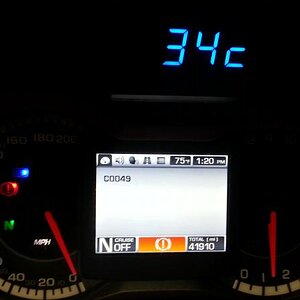 34c
160 180 200
75°F 1:20 PM
C0049
MPH
N CRUISE OFF TOTAL (mi) 41910
40 20 0
0 1 2